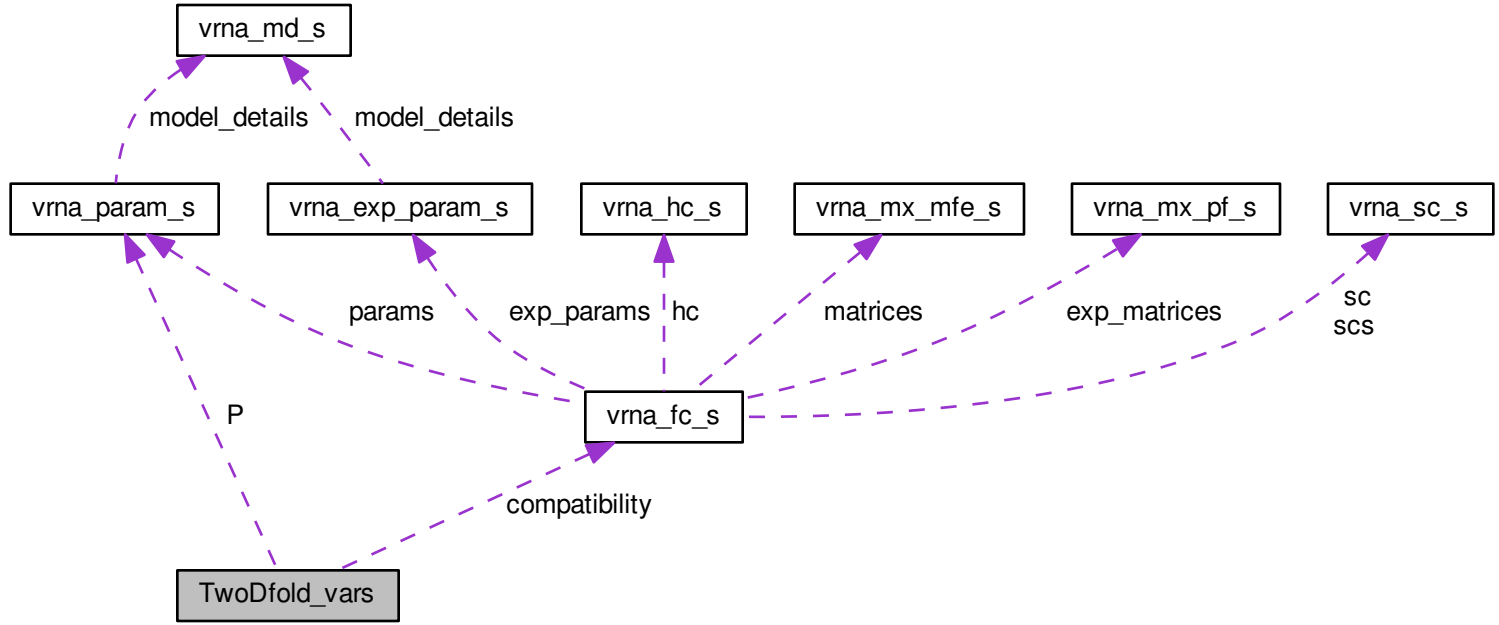 vrna_md_s
model_details
model_details
vrna_param_s
vrna_exp_param_s
vrna_hc_s
vrna_mx_mfe_s
vrna_mx_pf_s
vrna_sc_s
params
exp_params
hc
matrices
exp_matrices
sc
scs
P
vrna_fc_s
compatibility
TwoDfold_vars